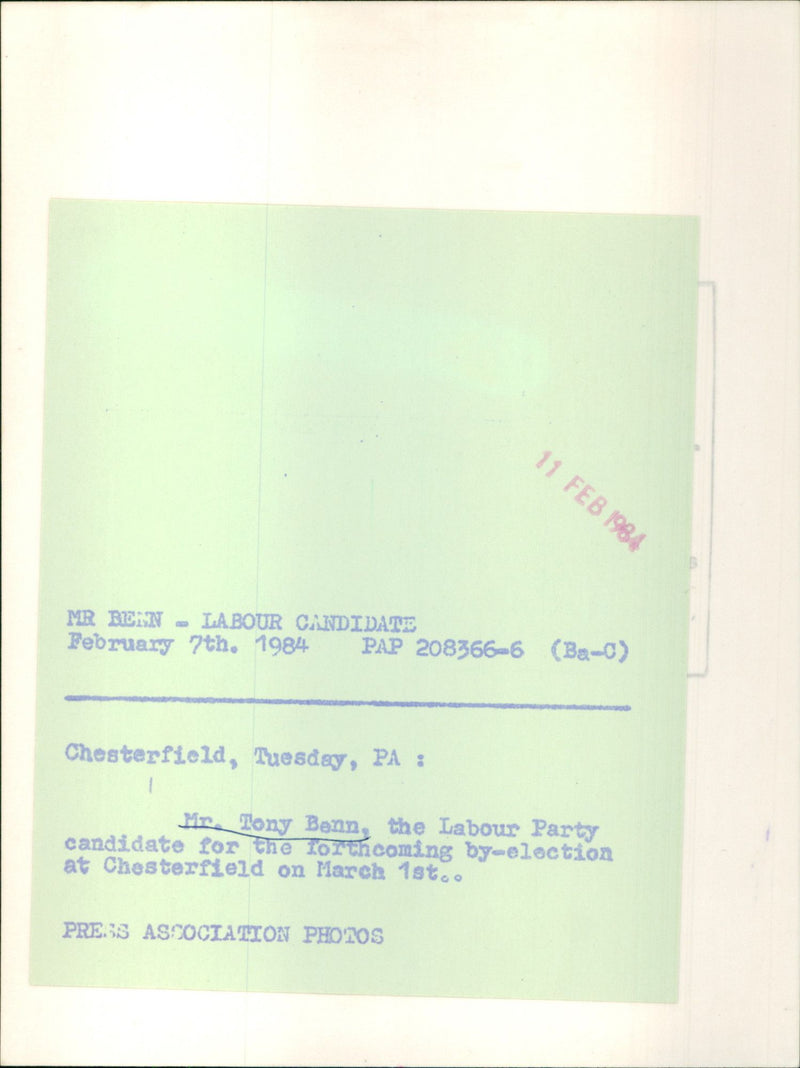 11 FEB 1984
MR BENN - LABOUR CANDIDATE
February 7th. 1984 PAP 208366-6 (Ba-C)
Chesterfield, Tuesday, PA :
Mr. Tony Benn, the Labour Party
candidate for the forthcoming by-election
at Chesterfield on March 1st..
PRESS ASSOCIATION PHOTOS